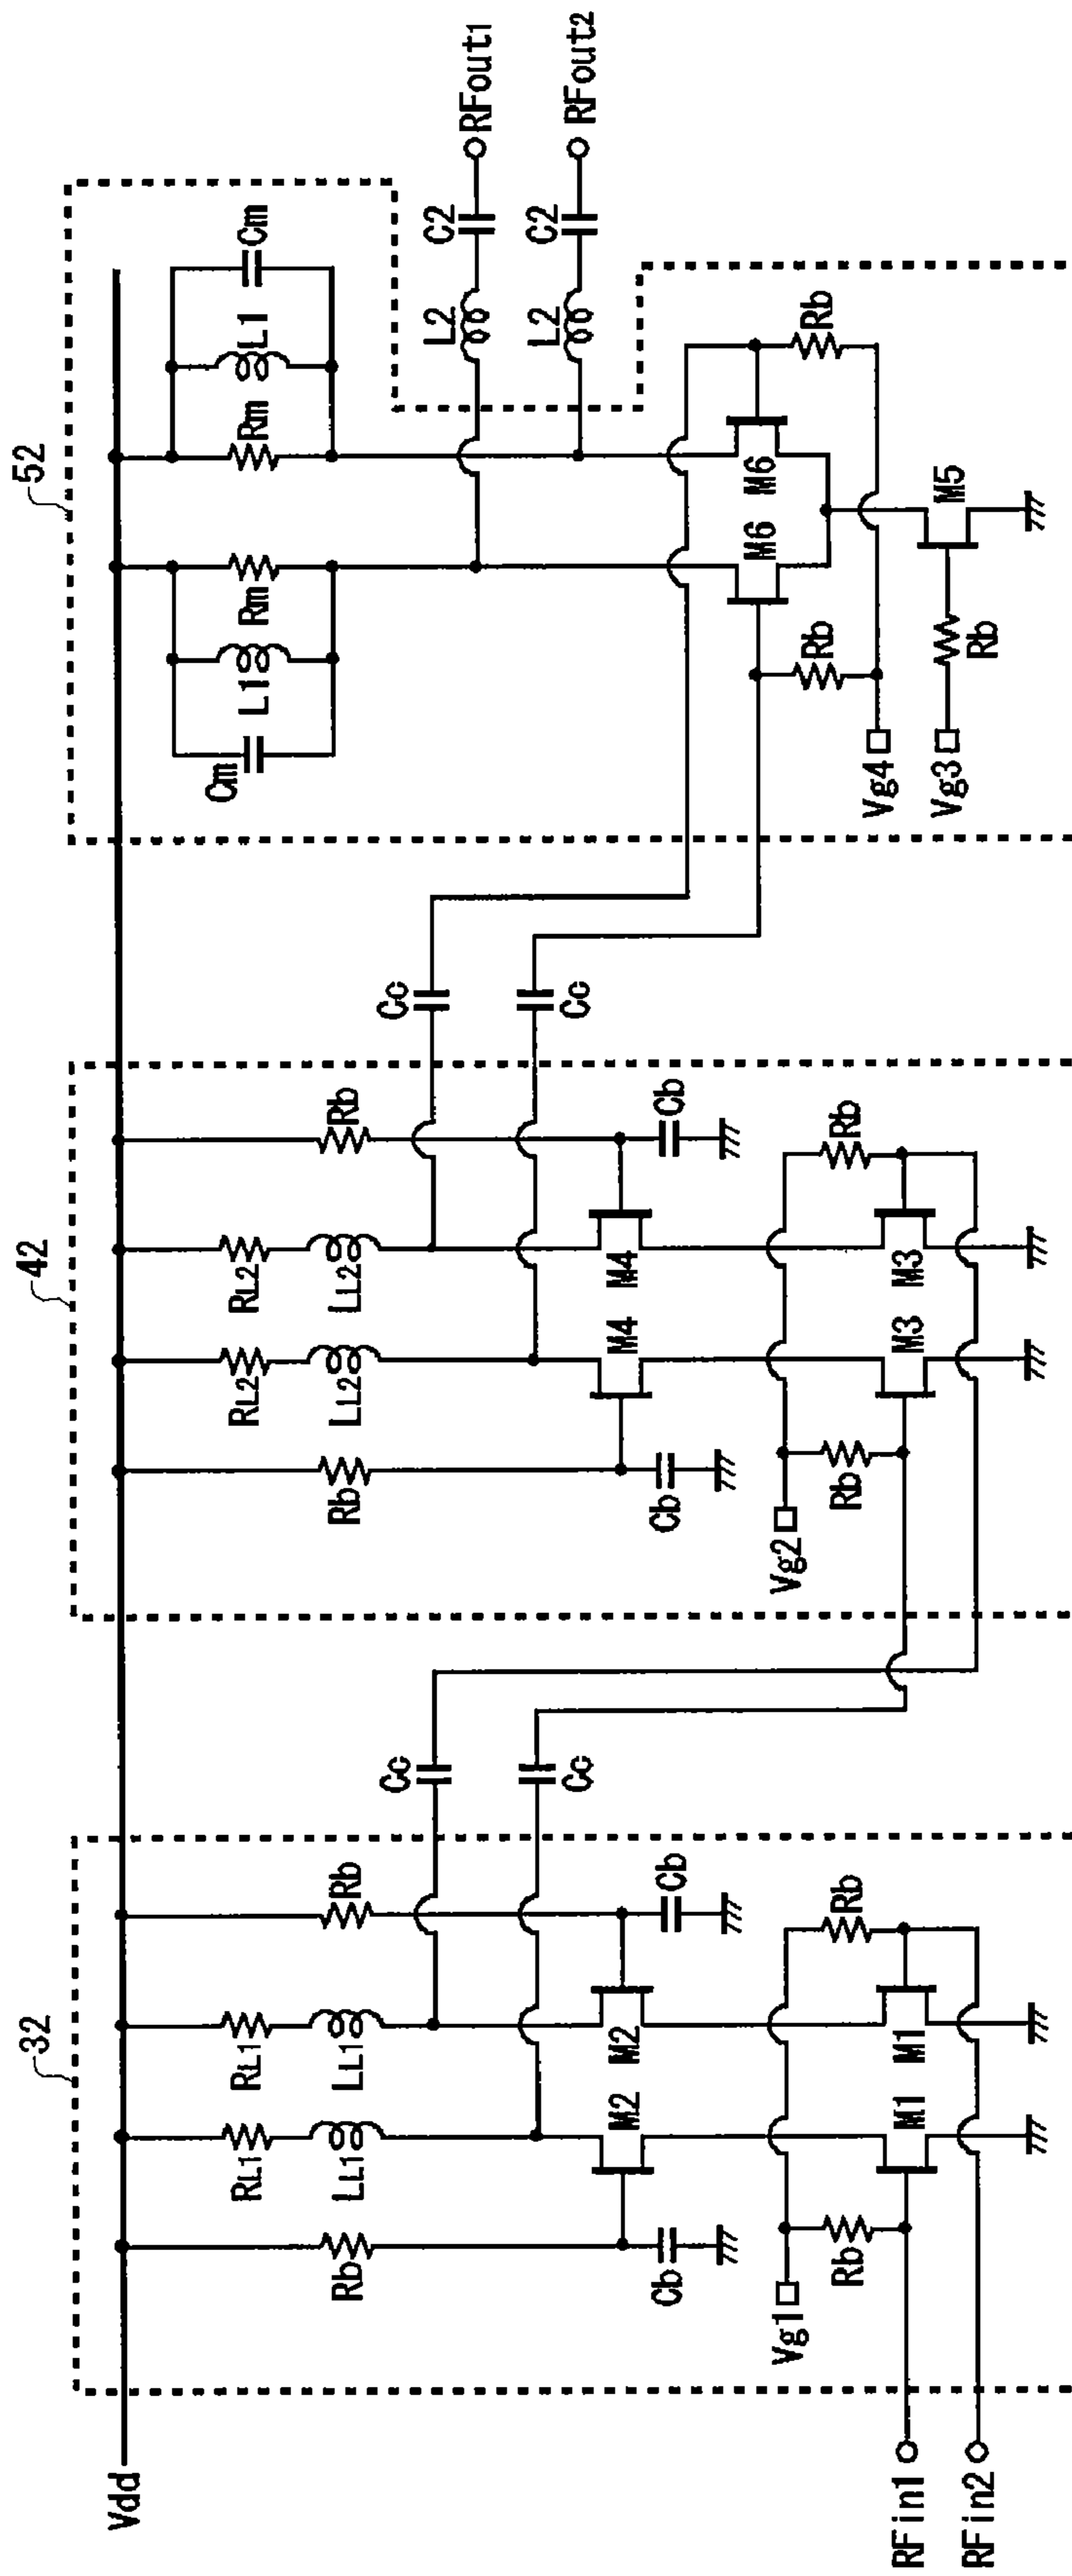 Vdd
32
RL1
RL1
Rb
LL1
LL1
Rb
M2
M2
Cb
Cb
Vg1
Rb
Rb
M1
M1
RFin1
RFin2
Cc
Cc
42
RL2
RL2
Rb
LL2
LL2
Rb
M4
M4
Cb
Cb
Vg2
Rb
Rb
M3
M3
Cc
Cc
52
Cm
L1
Rm
Rm
L1
Cm
L2
C2
RFout1
L2
C2
RFout2
M6
M6
Rb
Rb
Vg4
Vg3
Rb
M5